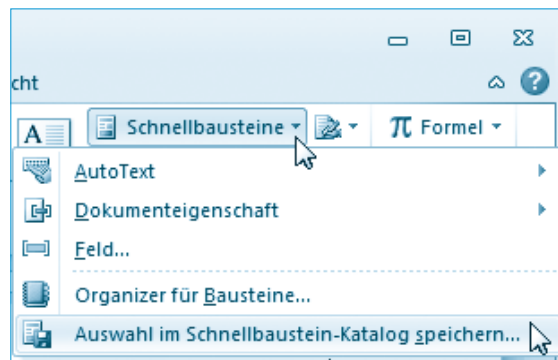 cht
?
A
Schnellbausteine
π Formel
AutoText
Dokumenteigenschaft
Feld...
Organizer für Bausteine...
Auswahl im Schnellbaustein-Katalog speichern...